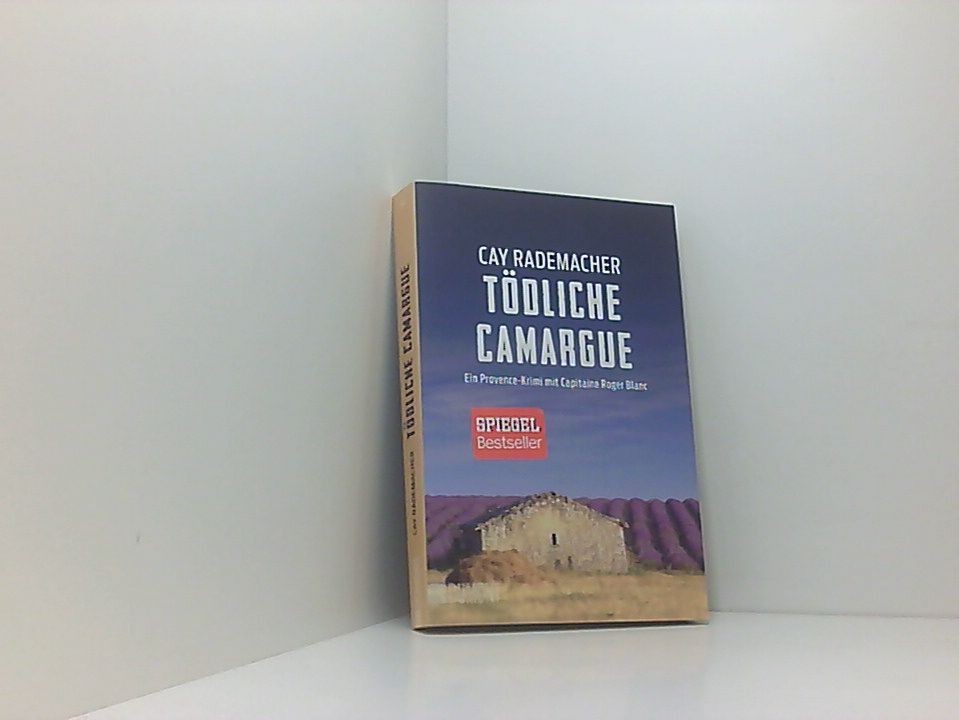 CAY RADEMACHER
TÖDLICHE
CAMARGUE
Ein Provence-Krimi mit Capitaine Roger Blanc
SPIEGEL
Bestseller
CAY RADEMACHER TÖDLICHE CAMARGUE